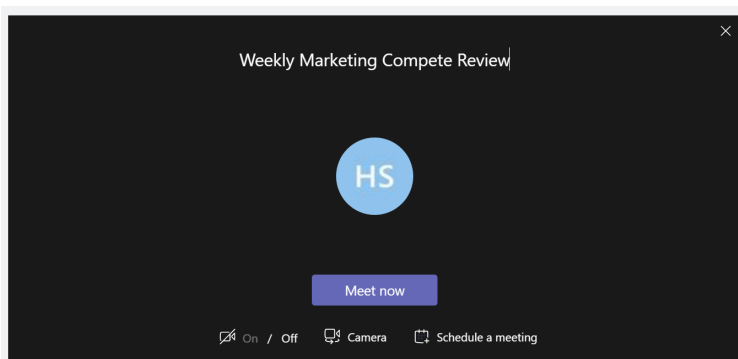 Weekly Marketing Compete Review
HS
Meet now
On / Off Camera Schedule a meeting